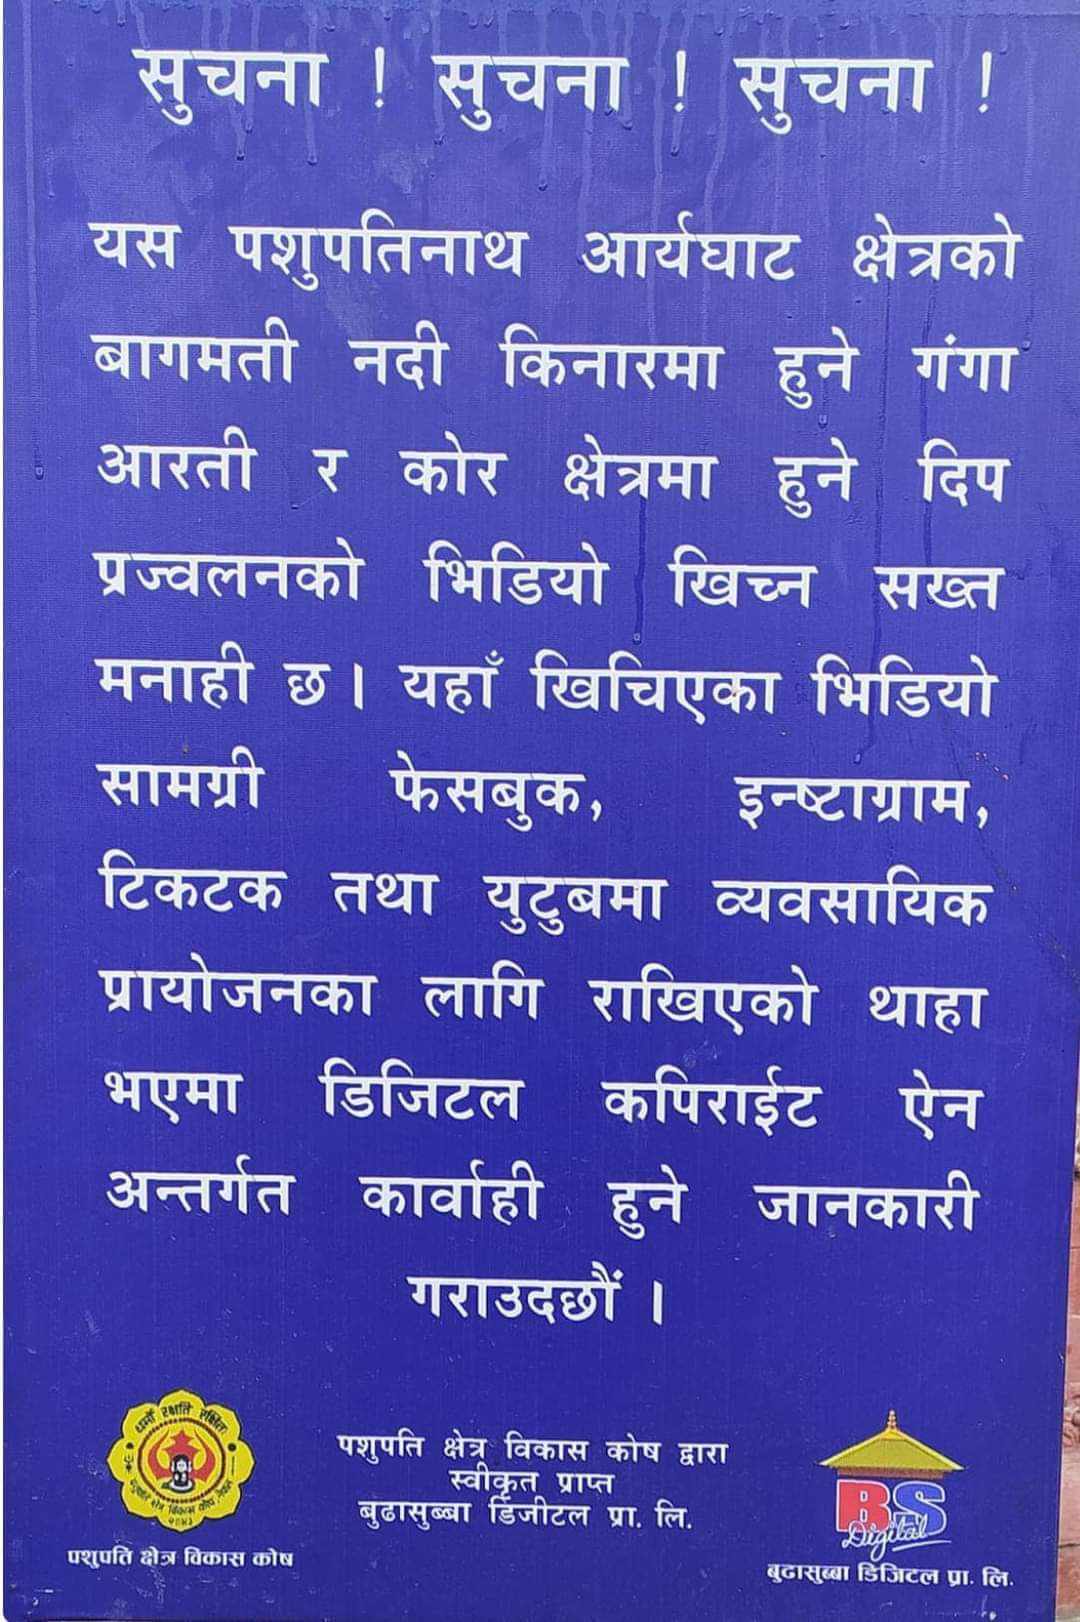 सुचना ! सुचना ! सुचना !
यस पशुपतिनाथ आर्यघाट क्षेत्रको
बागमती नदी किनारमा हुने गंगा
आरती र कोर क्षेत्रमा हुने दिप
प्रज्वलनको भिडियो खिच्न सख्त
मनाही छ। यहाँ खिचिएका भिडियो
सामग्री फेसबुक, इन्ष्टाग्राम,
टिकटक तथा युटुबमा व्यवसायिक
प्रायोजनका लागि राखिएको थाहा
भएमा डिजिटल कपिराईट ऐन
अन्तर्गत कार्वाही हुने जानकारी
गराउदछौं ।
पशुपति क्षेत्र विकास कोष द्वारा
स्वीकृत प्राप्त
बुढासुब्बा डिजीटल प्रा. लि.
पशुपति क्षेत्र विकास कोष
BS
Digital
बुढासुब्बा डिजिटल प्रा. लि.